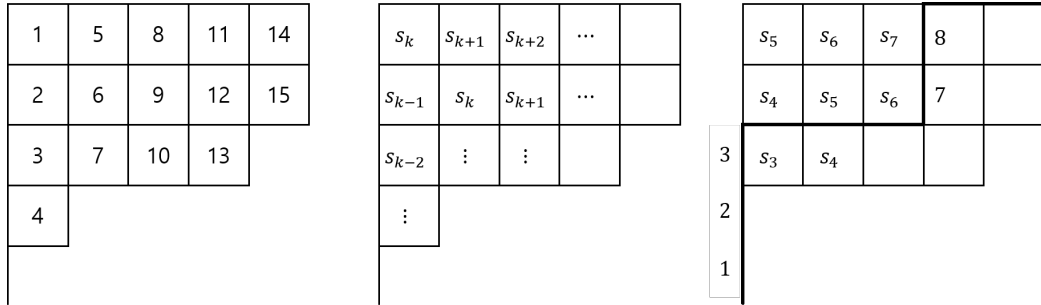 1 5 8 11 14
2 6 9 12 15
3 7 10 13
4
s_k s_{k+1} s_{k+2} ⋯
s_{k−1} s_k s_{k+1} ⋯
s_{k−2} ⋮ ⋮
⋮
s_5 s_6 s_7 8
s_4 s_5 s_6 7
3 s_3 s_4
2
1